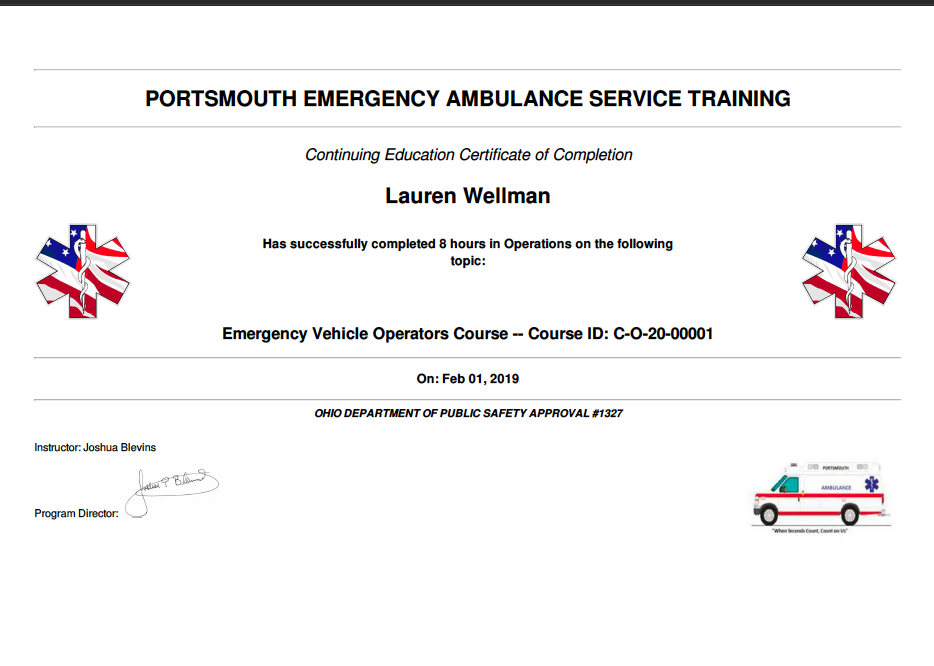 PORTSMOUTH EMERGENCY AMBULANCE SERVICE TRAINING
Continuing Education Certificate of Completion
Lauren Wellman
Has successfully completed 8 hours in Operations on the following
topic:
Emergency Vehicle Operators Course -- Course ID: C-O-20-00001
On: Feb 01, 2019
OHIO DEPARTMENT OF PUBLIC SAFETY APPROVAL #1327
Instructor: Joshua Blevins
Program Director:
PORTSMOUTH
AMBULANCE
"When Seconds Count, Count on Us"